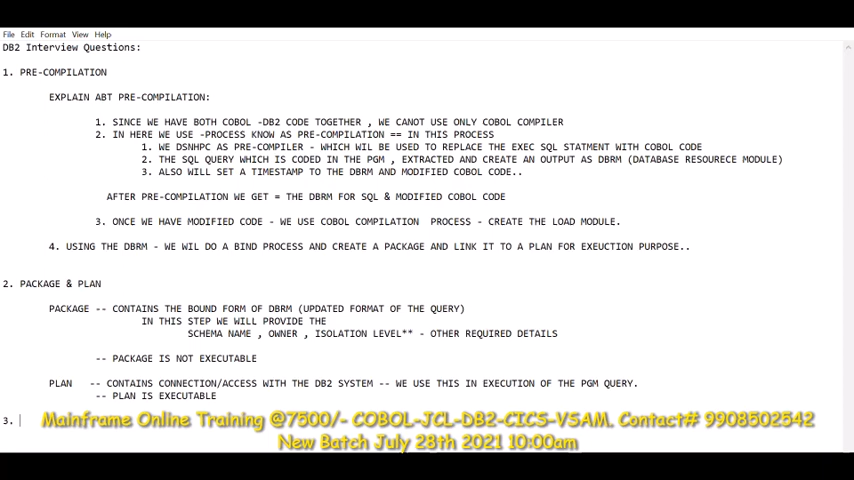 File Edit Format View Help
DB2 Interview Questions:
1. PRE-COMPILATION
EXPLAIN ABT PRE-COMPILATION:
1. SINCE WE HAVE BOTH COBOL -DB2 CODE TOGETHER , WE CANOT USE ONLY COBOL COMPILER
2. IN HERE WE USE -PROCESS KNOW AS PRE-COMPILATION == IN THIS PROCESS
1. WE DSNHPC AS PRE-COMPILER - WHICH WIL BE USED TO REPLACE THE EXEC SQL STATMENT WITH COBOL CODE
2. THE SQL QUERY WHICH IS CODED IN THE PGM , EXTRACTED AND CREATE AN OUTPUT AS DBRM (DATABASE RESOURECE MODULE)
3. ALSO WILL SET A TIMESTAMP TO THE DBRM AND MODIFIED COBOL CODE..
AFTER PRE-COMPILATION WE GET = THE DBRM FOR SQL & MODIFIED COBOL CODE
3. ONCE WE HAVE MODIFIED CODE - WE USE COBOL COMPILATION PROCESS - CREATE THE LOAD MODULE.
4. USING THE DBRM - WE WIL DO A BIND PROCESS AND CREATE A PACKAGE AND LINK IT TO A PLAN FOR EXEUCTION PURPOSE..
2. PACKAGE & PLAN
PACKAGE -- CONTAINS THE BOUND FORM OF DBRM (UPDATED FORMAT OF THE QUERY)
IN THIS STEP WE WILL PROVIDE THE
SCHEMA NAME , OWNER , ISOLATION LEVEL** - OTHER REQUIRED DETAILS
-- PACKAGE IS NOT EXECUTABLE
PLAN -- CONTAINS CONNECTION/ACCESS WITH THE DB2 SYSTEM -- WE USE THIS IN EXECUTION OF THE PGM QUERY.
-- PLAN IS EXECUTABLE
3.
Mainframe Online Training @7500/- COBOL-JCL-DB2-CICS-VSAM. Contact# 9908502542
New Batch July 28th 2021 10:00am